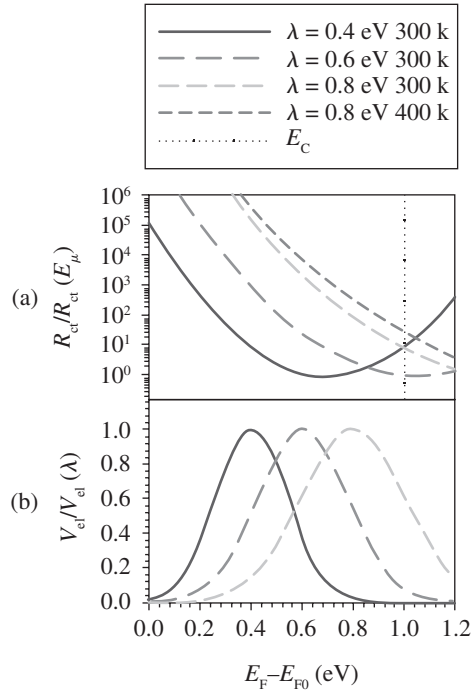 λ = 0.4 eV 300 k
λ = 0.6 eV 300 k
λ = 0.8 eV 300 k
λ = 0.8 eV 400 k
E_C
(a)
R_ct/R_ct (E_μ)
10^6
10^5
10^4
10^3
10^2
10^1
10^0
(b)
V_el/V_el (λ)
1.0
0.8
0.6
0.4
0.2
0.0
0.0 0.2 0.4 0.6 0.8 1.0 1.2
E_F–E_F0 (eV)